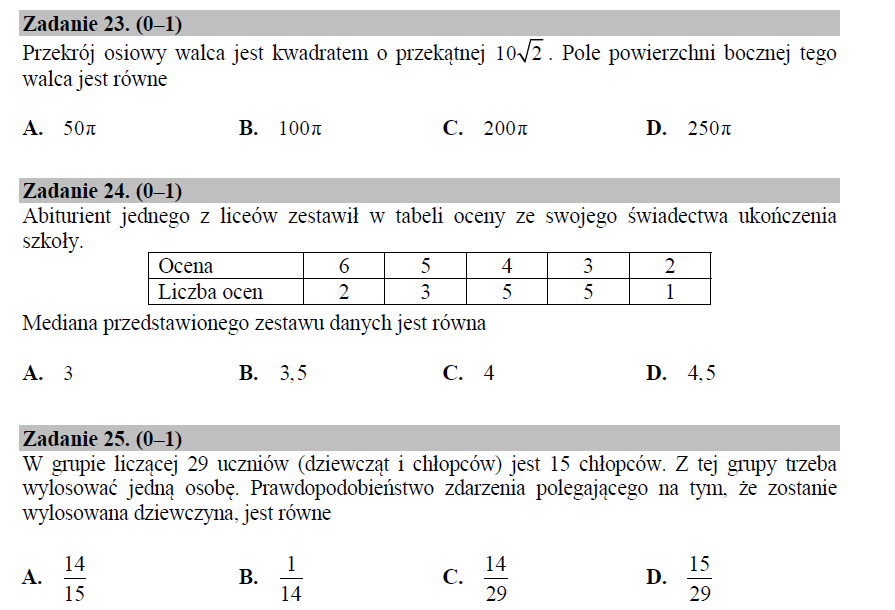 Zadanie 23. (0–1)
Przekrój osiowy walca jest kwadratem o przekątnej 10√2 . Pole powierzchni bocznej tego
walca jest równe
A. 50π B. 100π C. 200π D. 250π
Zadanie 24. (0–1)
Abiturient jednego z liceów zestawił w tabeli oceny ze swojego świadectwa ukończenia
szkoły.
Ocena 6 5 4 3 2
Liczba ocen 2 3 5 5 1
Mediana przedstawionego zestawu danych jest równa
A. 3 B. 3,5 C. 4 D. 4,5
Zadanie 25. (0–1)
W grupie liczącej 29 uczniów (dziewcząt i chłopców) jest 15 chłopców. Z tej grupy trzeba
wylosować jedną osobę. Prawdopodobieństwo zdarzenia polegającego na tym, że zostanie
wylosowana dziewczyna, jest równe
A. 14/15 B. 1/14 C. 14/29 D. 15/29